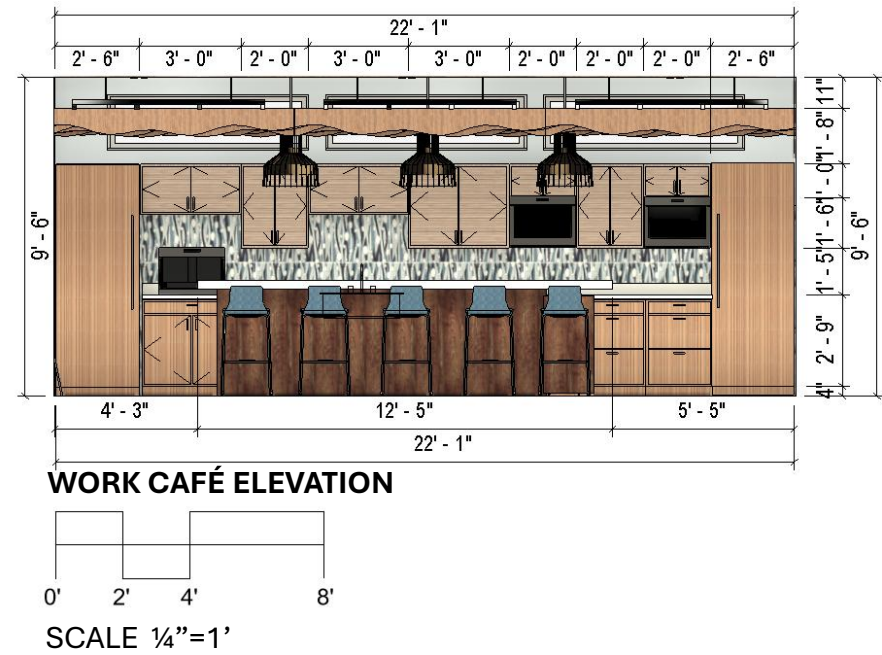 22' - 1"
2' - 6" 3' - 0" 2' - 0" 3' - 0" 3' - 0" 2' - 0" 2' - 0" 2' - 0" 2' - 6"
9' - 6"
11"
1' - 8"
1' - 0"
1' - 6"
1' - 5"
2' - 9"
4"
9' - 6"
4' - 3" 12' - 5" 5' - 5"
22' - 1"
WORK CAFÉ ELEVATION
0' 2' 4' 8'
SCALE ¼”=1’